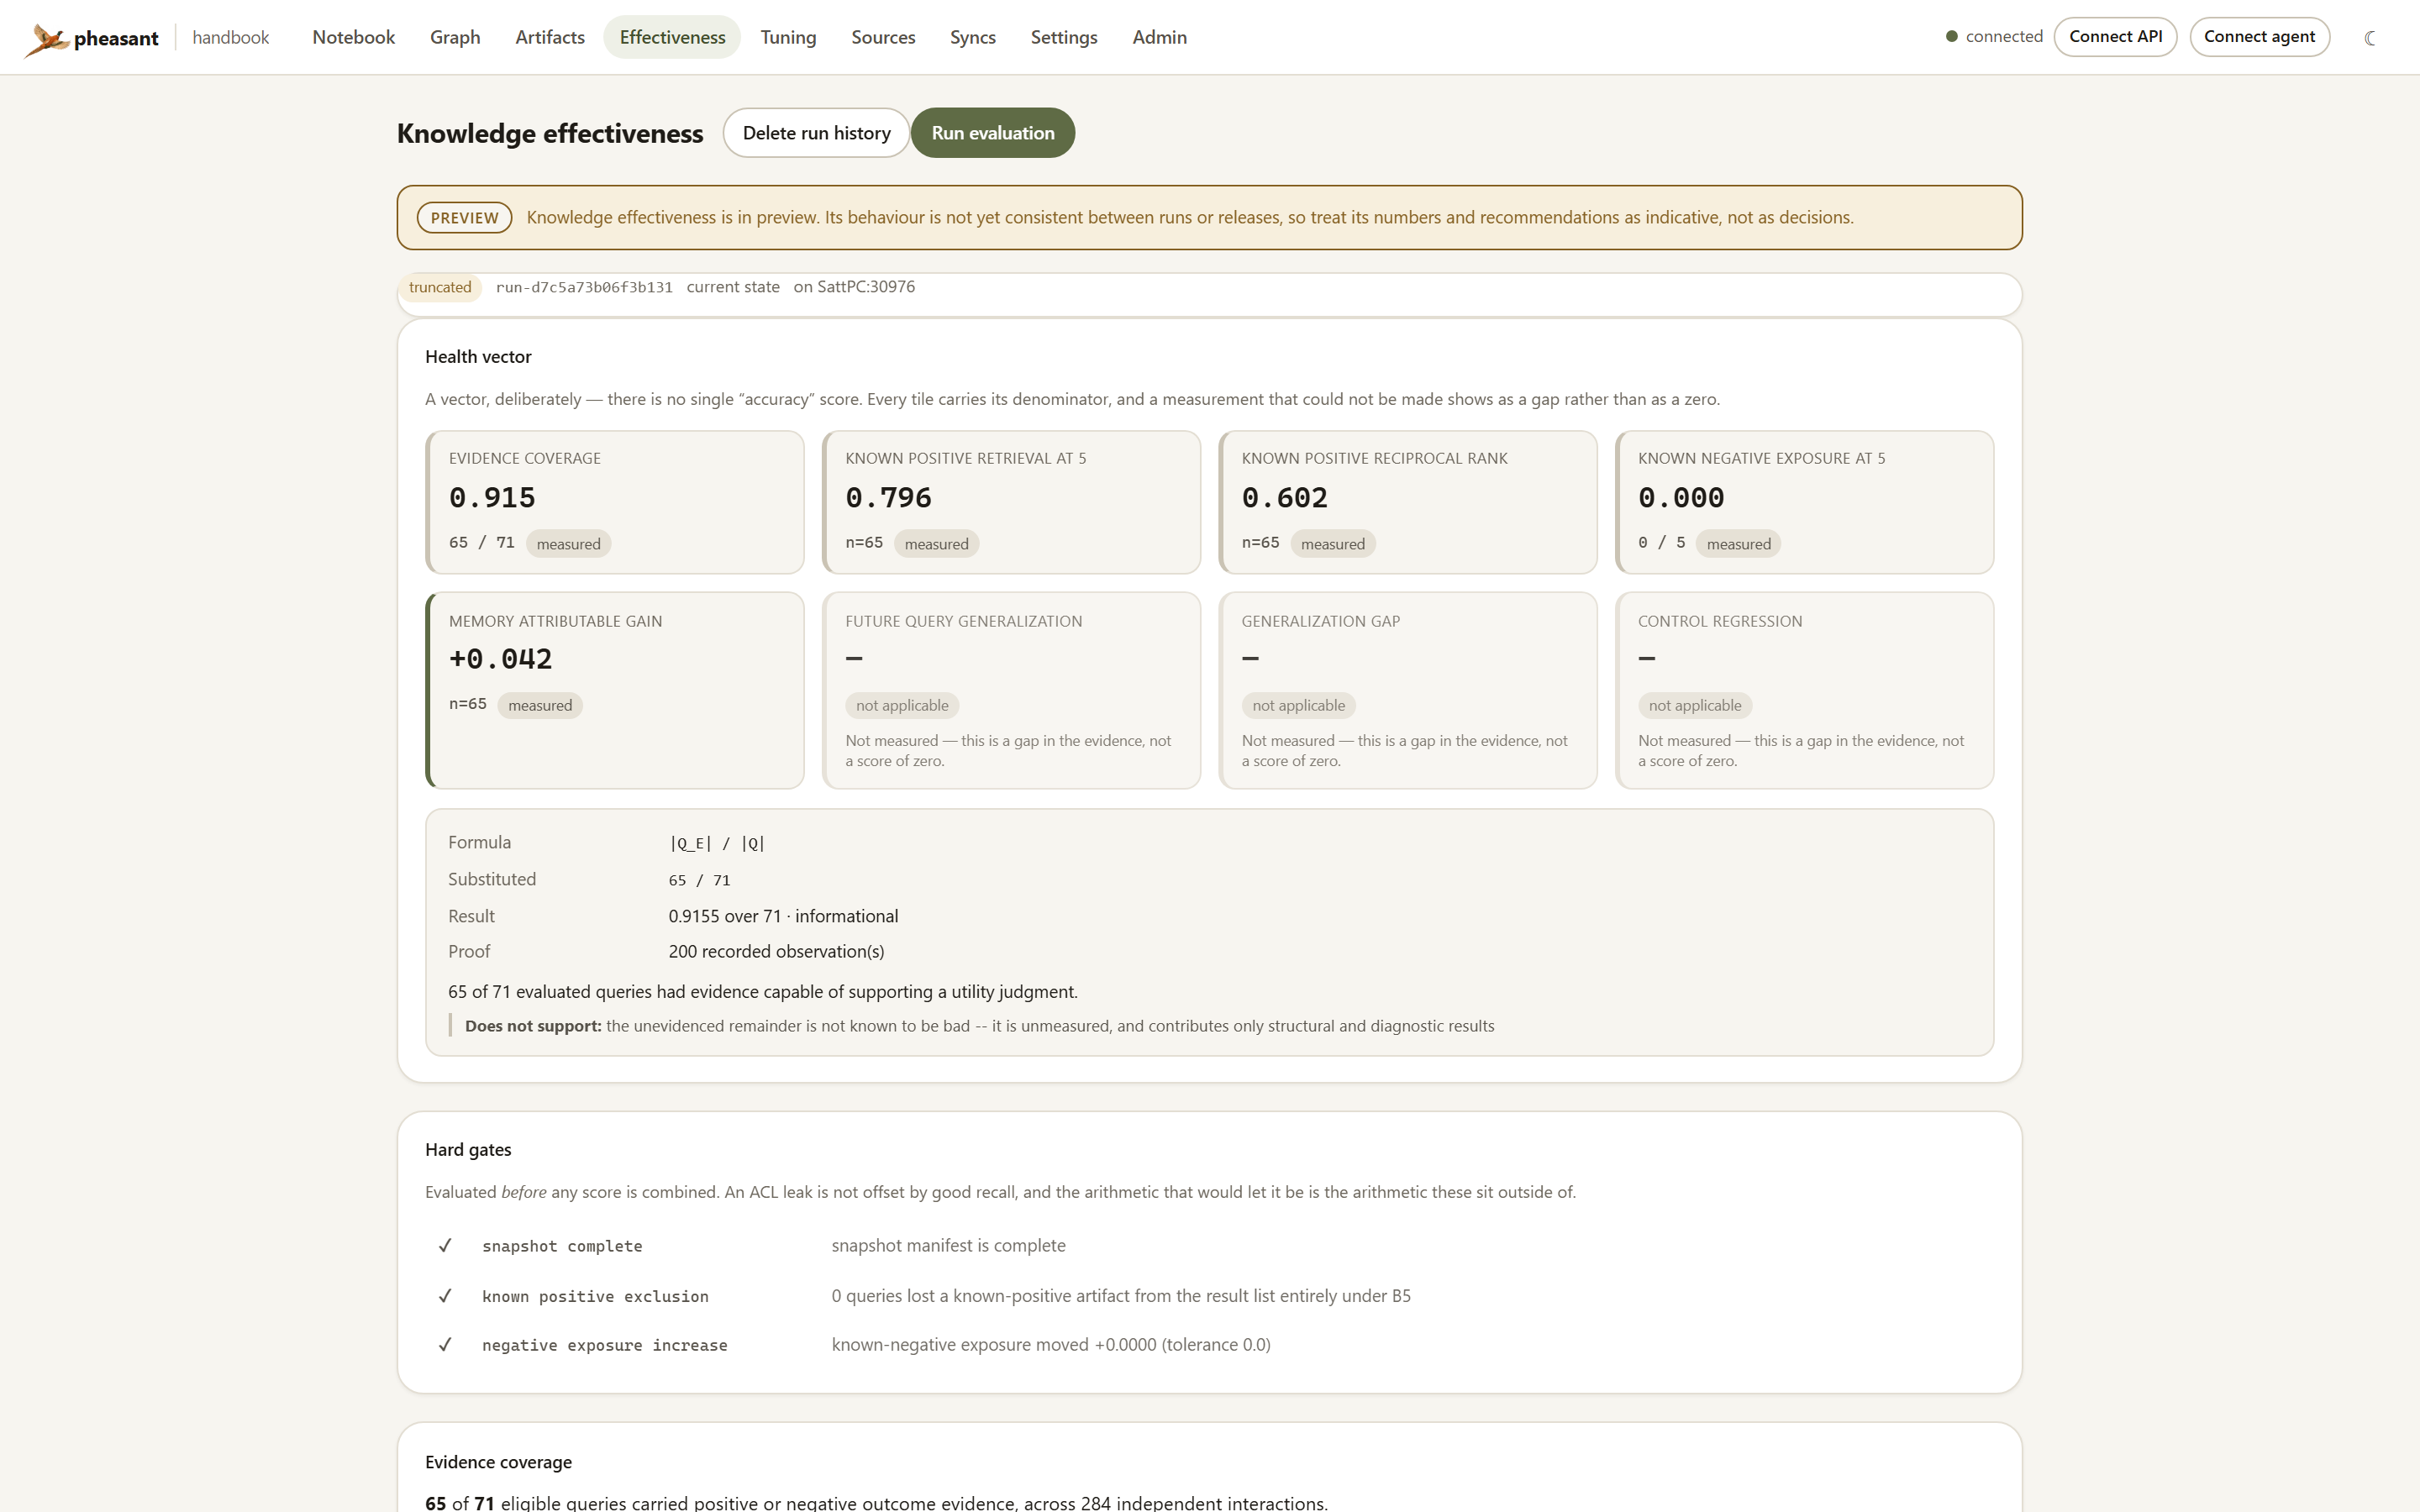 pheasant handbook Notebook Graph Artifacts Effectiveness Tuning Sources Syncs Settings Admin connected Connect API Connect agent
Knowledge effectiveness Delete run history Run evaluation
PREVIEW Knowledge effectiveness is in preview. Its behaviour is not yet consistent between runs or releases, so treat its numbers and recommendations as indicative, not as decisions.
truncated run-d7c5a73b06f3b131 current state on SattPC:30976
Health vector
A vector, deliberately — there is no single “accuracy” score. Every tile carries its denominator, and a measurement that could not be made shows as a gap rather than as a zero.
EVIDENCE COVERAGE
0.915
65 / 71 measured
KNOWN POSITIVE RETRIEVAL AT 5
0.796
n=65 measured
KNOWN POSITIVE RECIPROCAL RANK
0.602
n=65 measured
KNOWN NEGATIVE EXPOSURE AT 5
0.000
0 / 5 measured
MEMORY ATTRIBUTABLE GAIN
+0.042
n=65 measured
FUTURE QUERY GENERALIZATION
—
not applicable
Not measured — this is a gap in the evidence, not
a score of zero.
GENERALIZATION GAP
—
not applicable
Not measured — this is a gap in the evidence, not
a score of zero.
CONTROL REGRESSION
—
not applicable
Not measured — this is a gap in the evidence, not
a score of zero.
Formula |Q_E| / |Q|
Substituted 65 / 71
Result 0.9155 over 71 · informational
Proof 200 recorded observation(s)
65 of 71 evaluated queries had evidence capable of supporting a utility judgment.
Does not support: the unevidenced remainder is not known to be bad -- it is unmeasured, and contributes only structural and diagnostic results
Hard gates
Evaluated before any score is combined. An ACL leak is not offset by good recall, and the arithmetic that would let it be is the arithmetic these sit outside of.
✓ snapshot complete snapshot manifest is complete
✓ known positive exclusion 0 queries lost a known-positive artifact from the result list entirely under B5
✓ negative exposure increase known-negative exposure moved +0.0000 (tolerance 0.0)
Evidence coverage
65 of 71 eligible queries carried positive or negative outcome evidence, across 284 independent interactions.